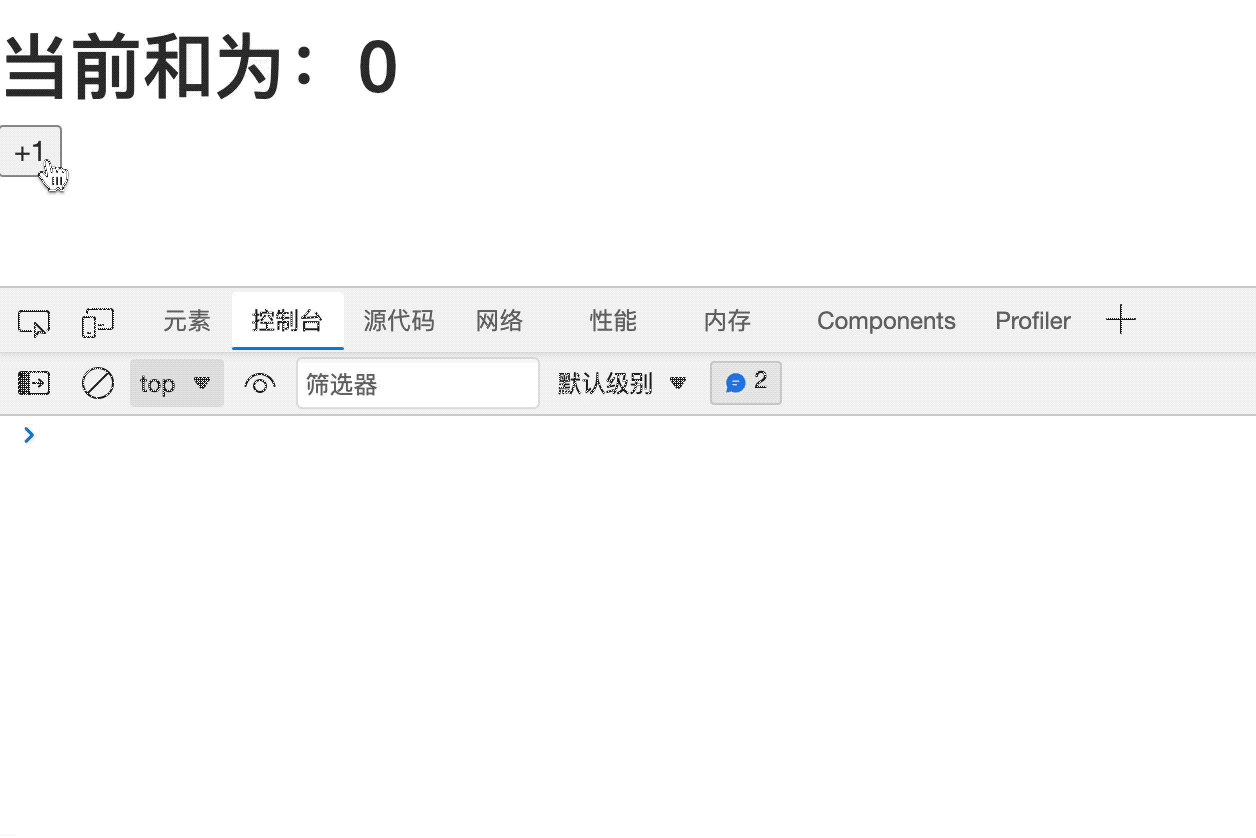 当前和为：0
+1
元素 控制台 源代码 网络 性能 内存 Components Profiler
top 筛选器 默认级别 2